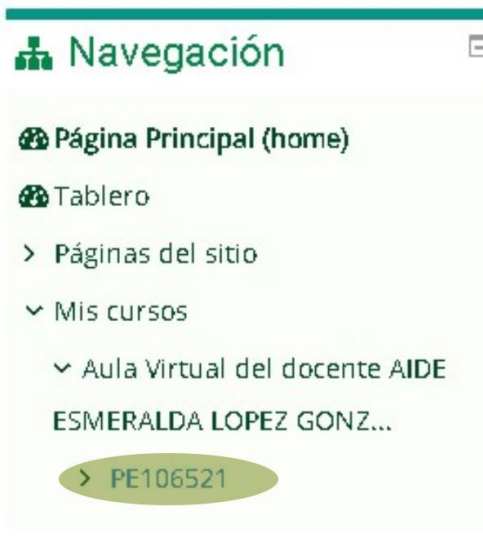 Navegación
Página Principal (home)
Tablero
> Páginas del sitio
Mis cursos
Aula Virtual del docente AIDE
ESMERALDA LOPEZ GONZ...
> PE106521